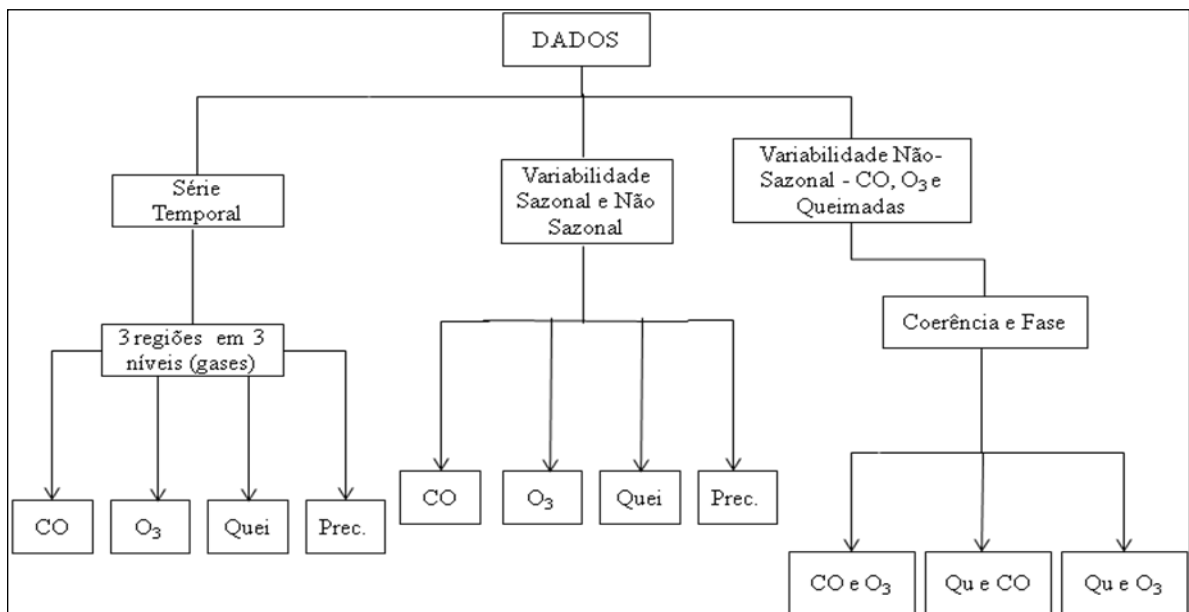 DADOS
Série
Temporal
Variabilidade
Sazonal e Não
Sazonal
Variabilidade Não-
Sazonal - CO, O₃ e
Queimadas
3 regiões em 3
níveis (gases)
Coerência e Fase
CO
O₃
Quei
Prec.
CO
O₃
Quei
Prec.
CO e O₃
Qu e CO
Qu e O₃